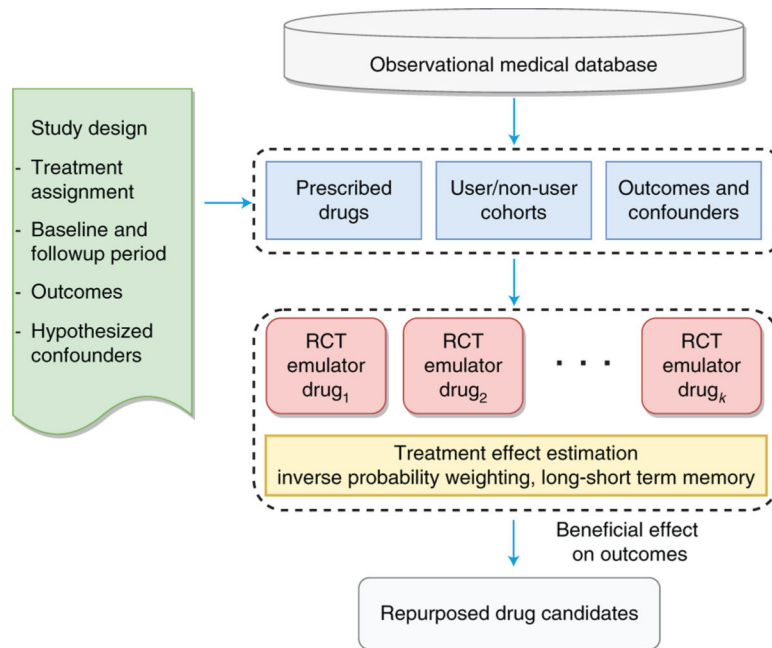 Observational medical database
Study design
- Treatment
assignment
- Baseline and
followup period
- Outcomes
- Hypothesized
confounders
Prescribed
drugs
User/non-user
cohorts
Outcomes and
confounders
RCT
emulator
drug₁
RCT
emulator
drug₂
. . .
RCT
emulator
drugₖ
Treatment effect estimation
inverse probability weighting, long-short term memory
Beneficial effect
on outcomes
Repurposed drug candidates